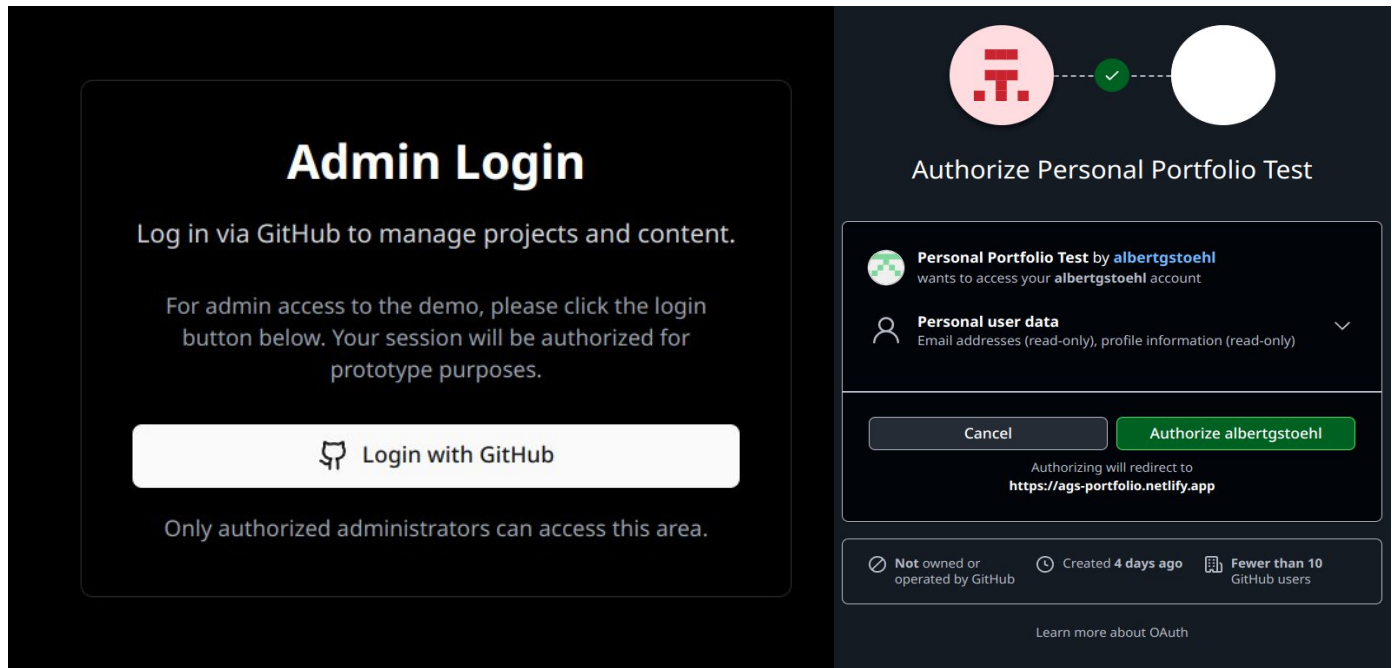 Admin Login
Log in via GitHub to manage projects and content.
For admin access to the demo, please click the login
button below. Your session will be authorized for
prototype purposes.
Login with GitHub
Only authorized administrators can access this area.
Authorize Personal Portfolio Test
Personal Portfolio Test by albertgstoehl
wants to access your albertgstoehl account
Personal user data
Email addresses (read-only), profile information (read-only)
Cancel
Authorize albertgstoehl
Authorizing will redirect to
https://ags-portfolio.netlify.app
Not owned or
operated by GitHub
Created 4 days ago
Fewer than 10
GitHub users
Learn more about OAuth